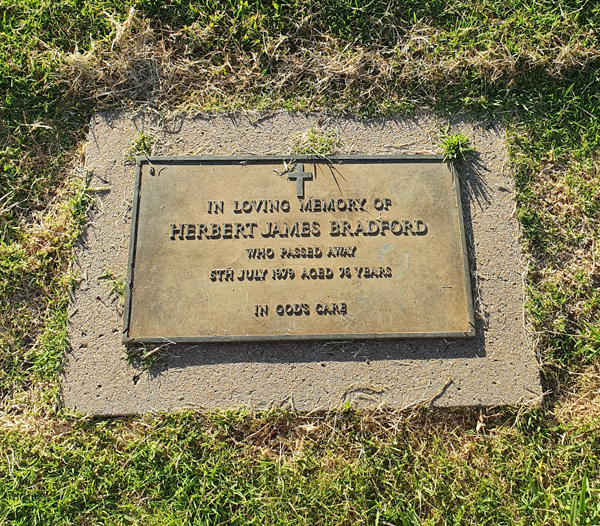 IN LOVING MEMORY OF
HERBERT JAMES BRADFORD
WHO PASSED AWAY
5TH JULY 1979 AGED 76 YEARS
IN GOD'S CARE